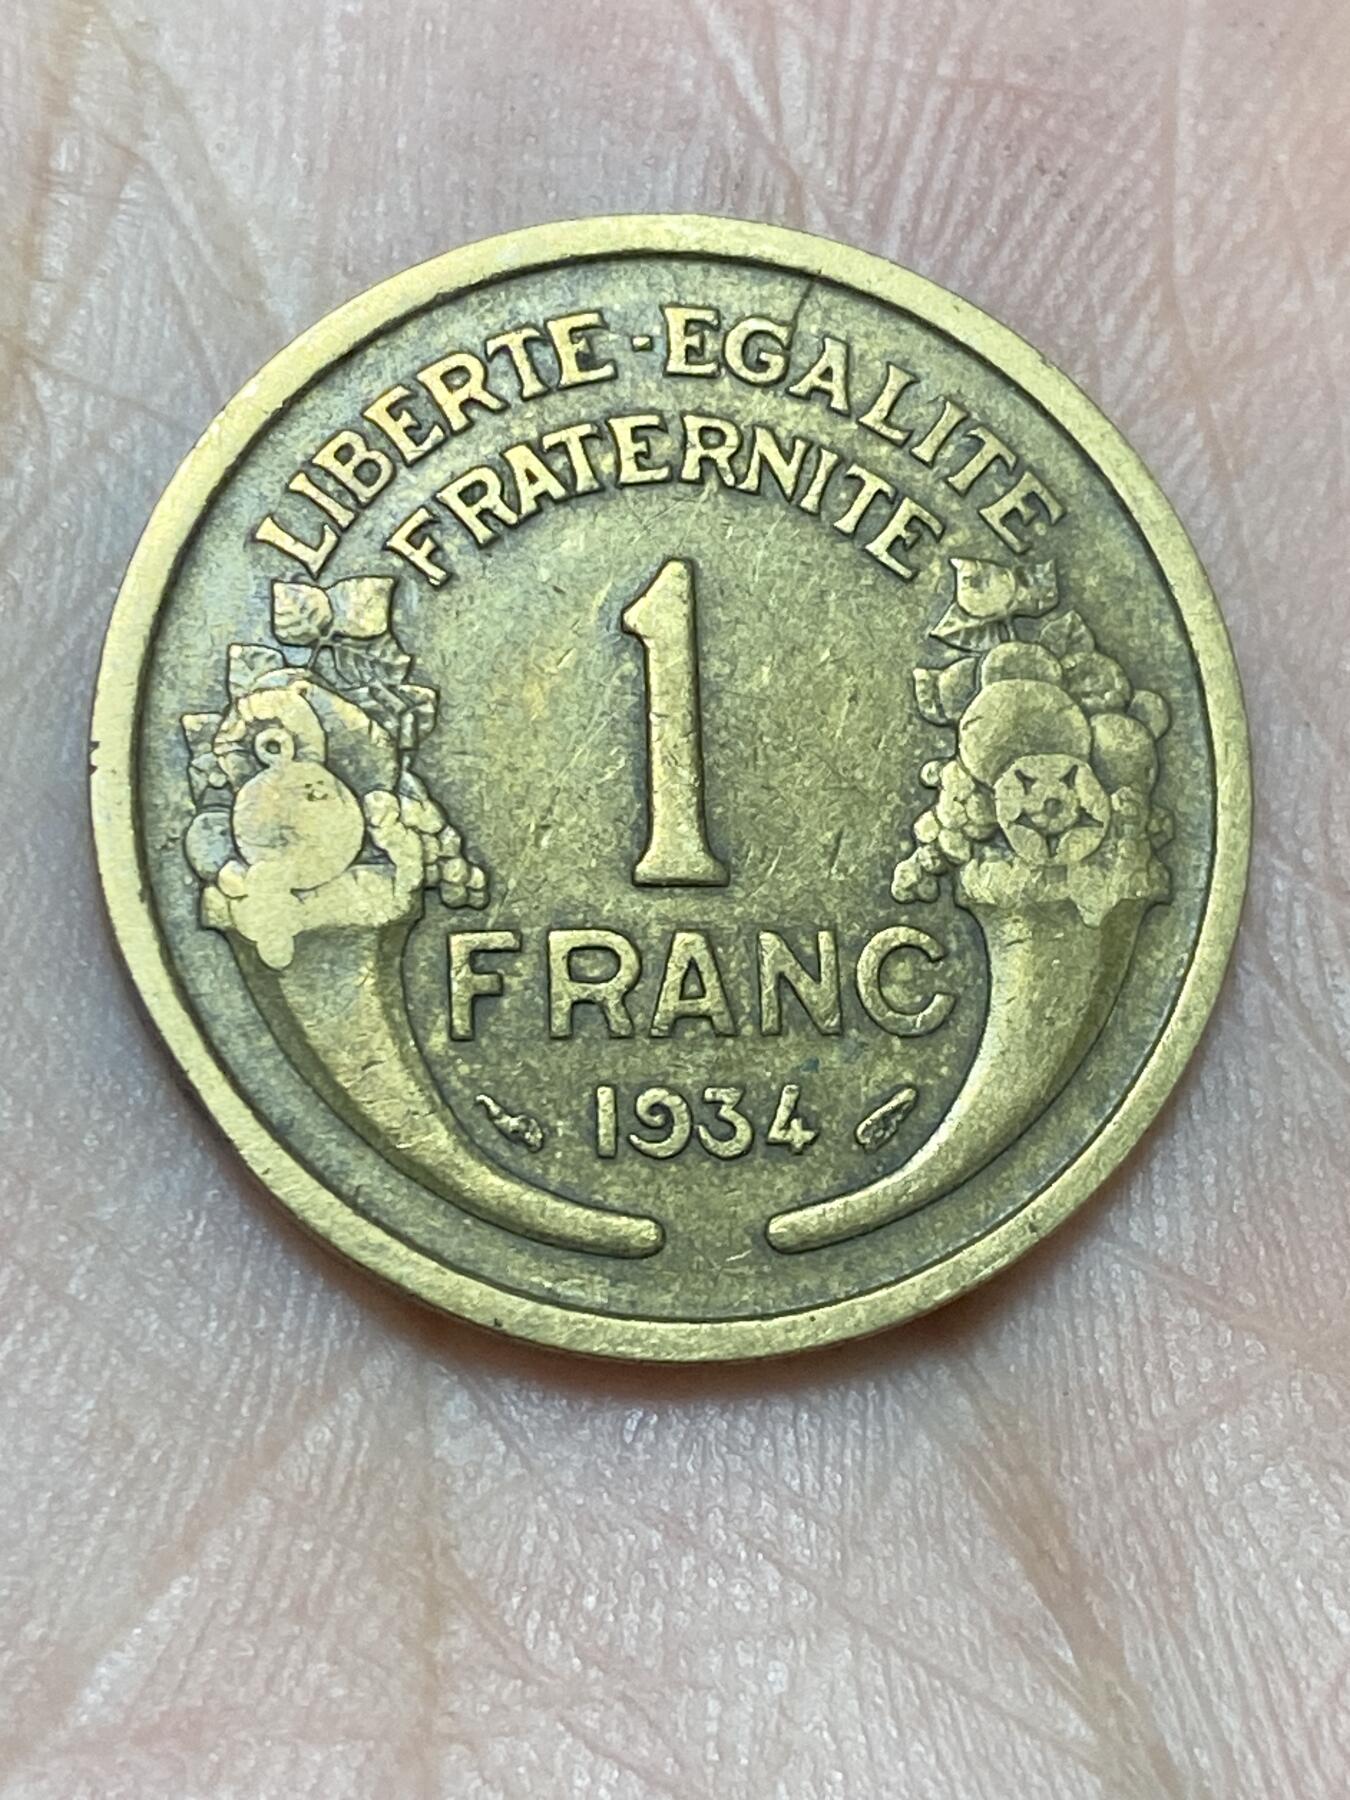 LIBERTE-EGALITE
FRATERNITE
1
FRANC
1934